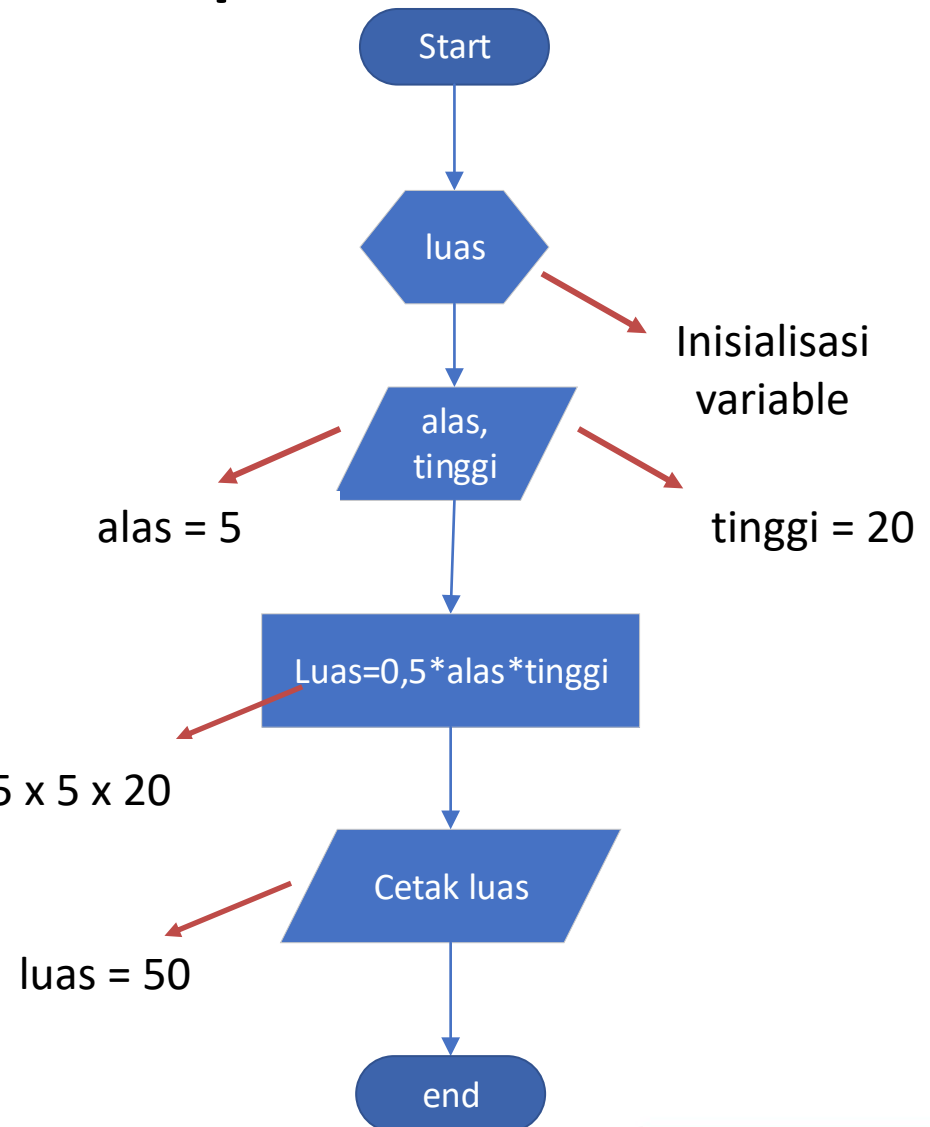 Start
luas
Inisialisasi
variable
alas,
tinggi
alas = 5
tinggi = 20
Luas=0,5*alas*tinggi
5 x 5 x 20
Cetak luas
luas = 50
end